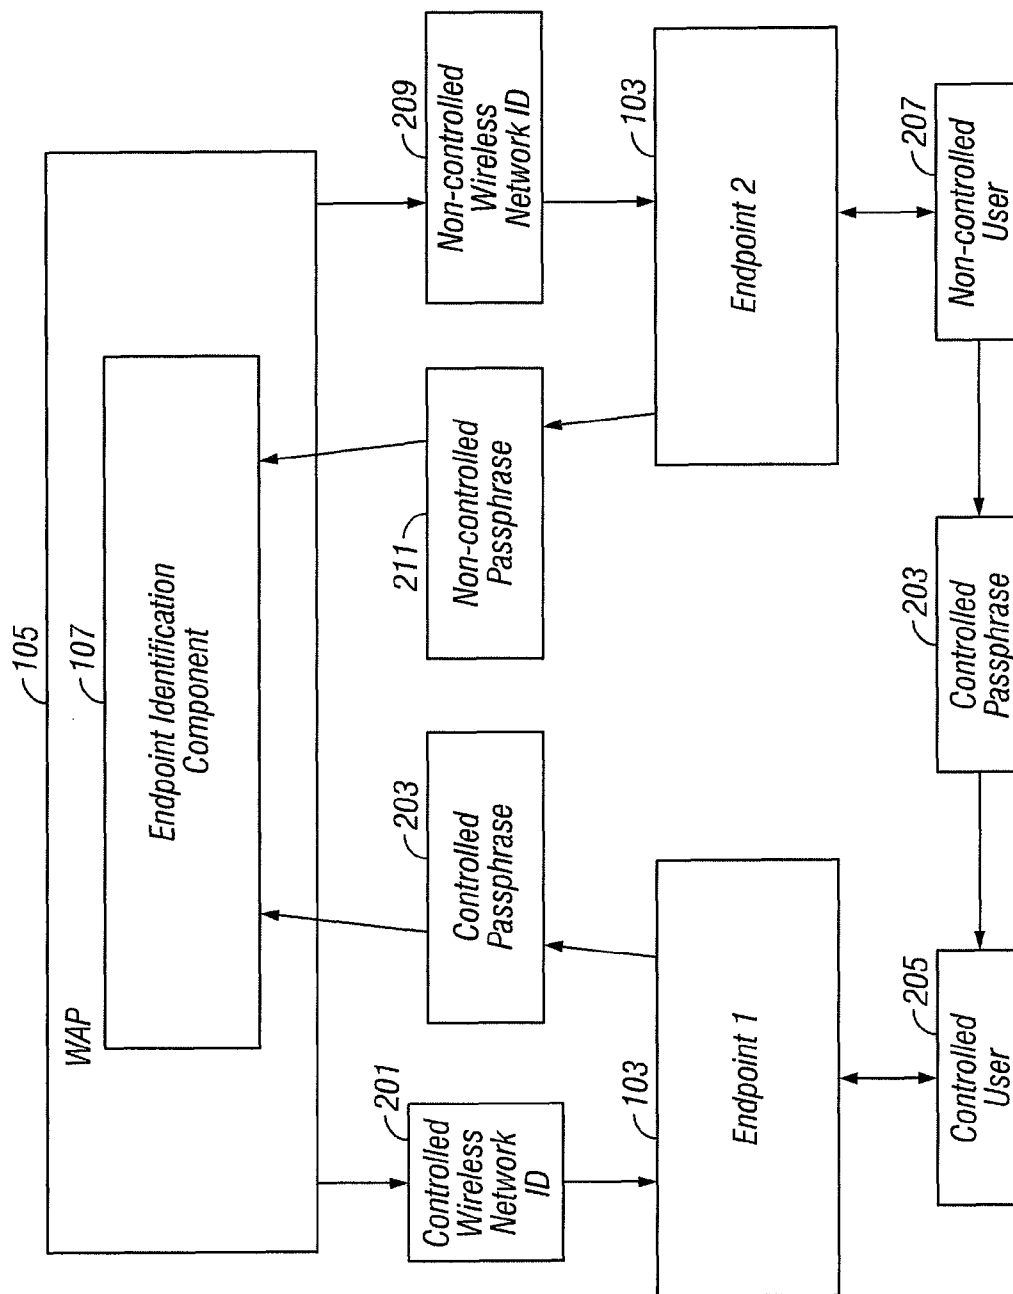 105
WAP
107
Endpoint Identification
Component
201
Controlled
Wireless
Network
ID
203
Controlled
Passphrase
211
Non-controlled
Passphrase
209
Non-controlled
Wireless
Network ID
103
Endpoint 1
103
Endpoint 2
205
Controlled
User
203
Controlled
Passphrase
207
Non-controlled
User